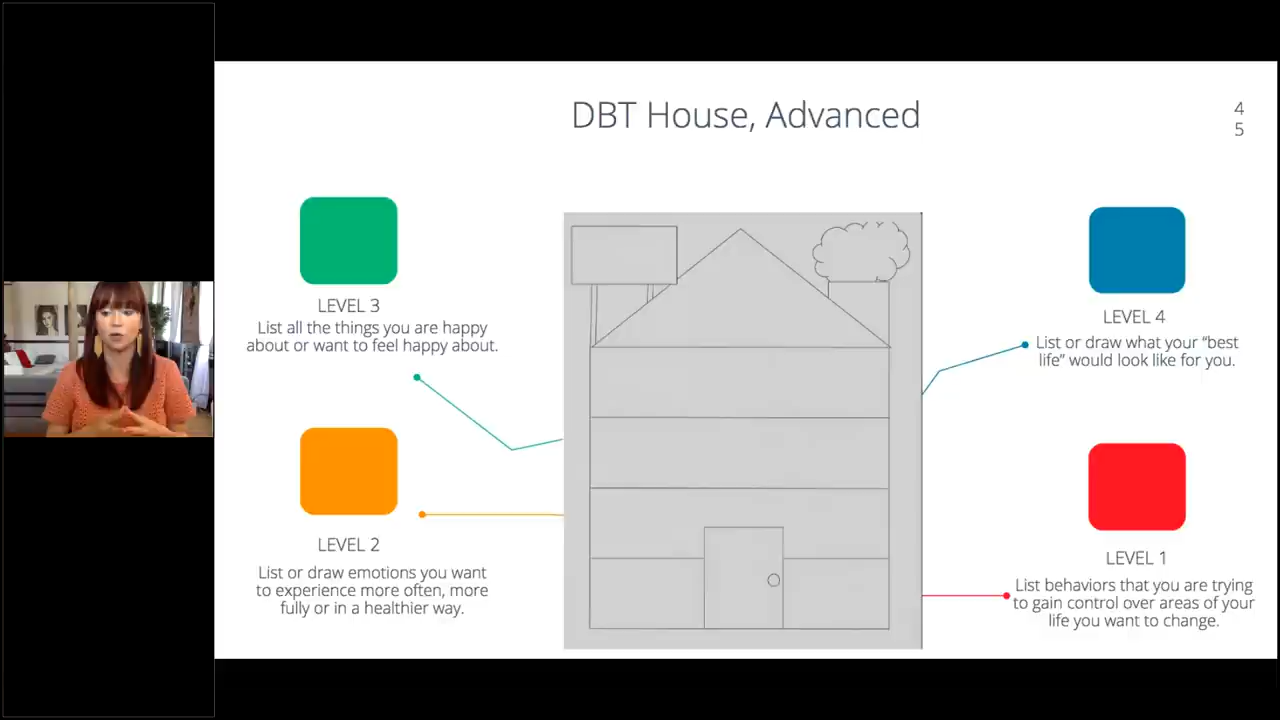 DBT House, Advanced
4
5
LEVEL 3
List all the things you are happy
about or want to feel happy about.
LEVEL 4
List or draw what your “best
life” would look like for you.
LEVEL 2
List or draw emotions you want
to experience more often, more
fully or in a healthier way.
LEVEL 1
List behaviors that you are trying
to gain control over areas of your
life you want to change.